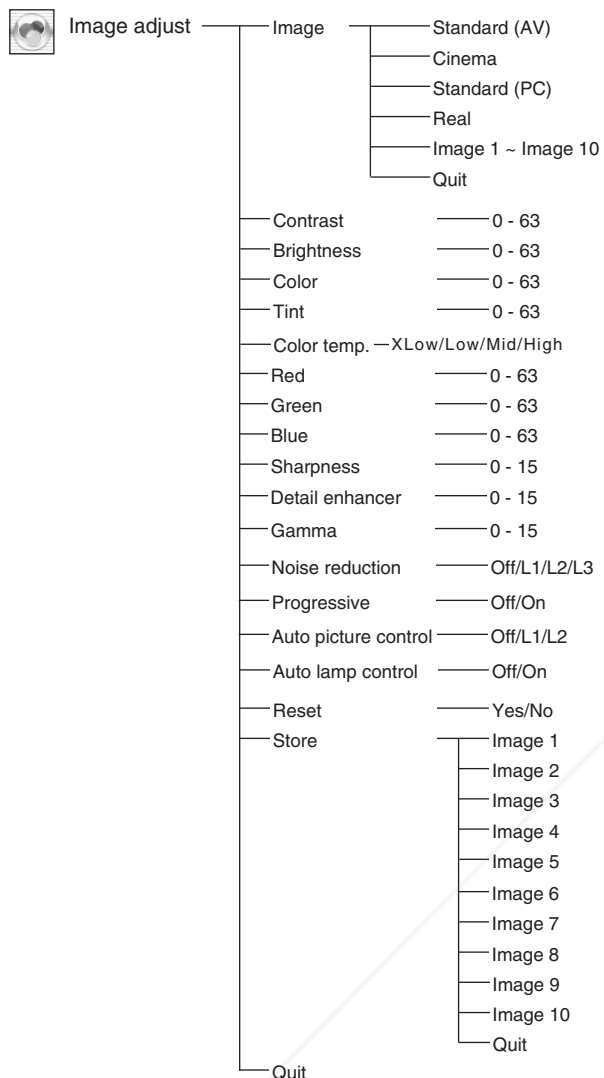 Image adjust Image Standard (AV)
Cinema
Standard (PC)
Real
Image 1 ~ Image 10
Quit
Contrast 0 - 63
Brightness 0 - 63
Color 0 - 63
Tint 0 - 63
Color temp. XLow/Low/Mid/High
Red 0 - 63
Green 0 - 63
Blue 0 - 63
Sharpness 0 - 15
Detail enhancer 0 - 15
Gamma 0 - 15
Noise reduction Off/L1/L2/L3
Progressive Off/On
Auto picture control Off/L1/L2
Auto lamp control Off/On
Reset Yes/No
Store Image 1
Image 2
Image 3
Image 4
Image 5
Image 6
Image 7
Image 8
Image 9
Image 10
Quit
Quit